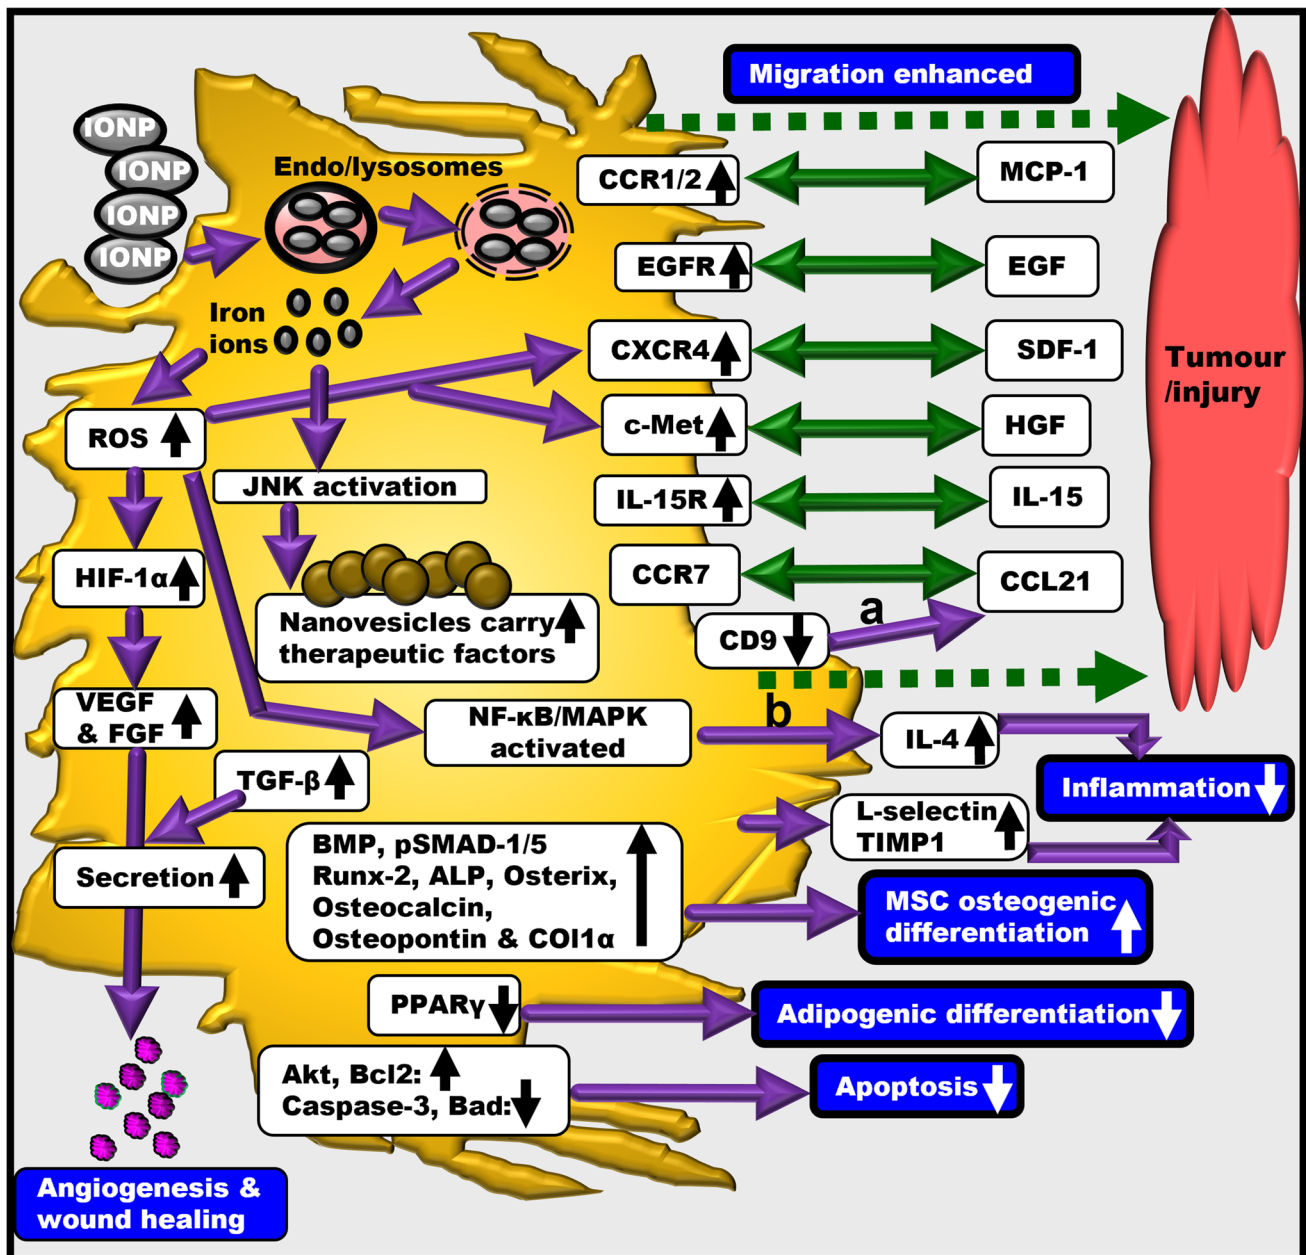 Migration enhanced
IONP
IONP
IONP
IONP
Endo/lysosomes
CCR1/2
MCP-1
EGFR
EGF
Iron
ions
CXCR4
SDF-1
Tumour
/injury
ROS
c-Met
HGF
JNK activation
IL-15R
IL-15
HIF-1α
CCR7
CCL21
Nanovesicles carry
therapeutic factors
CD9
a
b
VEGF
& FGF
NF-κB/MAPK
activated
IL-4
TGF-β
Inflammation
L-selectin
TIMP1
BMP, pSMAD-1/5
Runx-2, ALP, Osterix,
Osteocalcin,
Osteopontin & COl1α
Secretion
MSC osteogenic
differentiation
PPARγ
Adipogenic differentiation
Akt, Bcl2:
Caspase-3, Bad:
Apoptosis
Angiogenesis &
wound healing